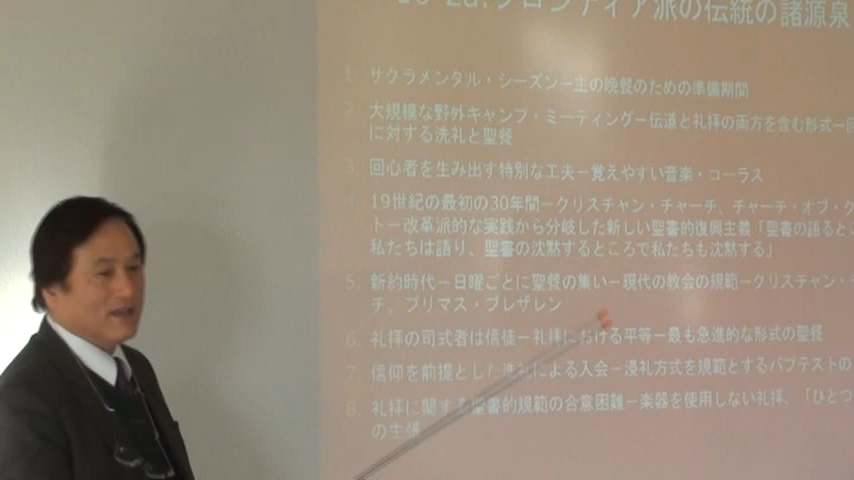 フロンティア派の伝統の諸源泉
1. サクラメンタル・シーズンー主の晩餐のための準備期間
2. 大規模な野外キャンプ・ミーティングー伝道と礼拝の両方を含む形式ー回
に対する洗礼と聖餐
3. 回心者を生み出す特別な工夫ー覚えやすい音楽・コーラス
4. 19世紀の最初の30年間ークリスチャン・チャーチ、チャーチ・オブ・ク
トー改革派的な実践から分岐した新しい聖書的復興主義「聖書の語るとこ
私たちは語り、聖書の沈黙するところで私たちも沈黙する」
5. 新約時代ー日曜ごとに聖餐の集いー現代の教会の規範ークリスチャン・
チ、プリマス・ブレザレン
6. 礼拝の司式者は信徒ー礼拝における平等ー最も急進的な形式の聖餐
7. 信仰を前提とした洗礼による入会ー浸礼方式を規範とするバプテストの
8. 礼拝に関する聖書的規範の合意困難ー楽器を使用しない礼拝、「ひとつ
の主張